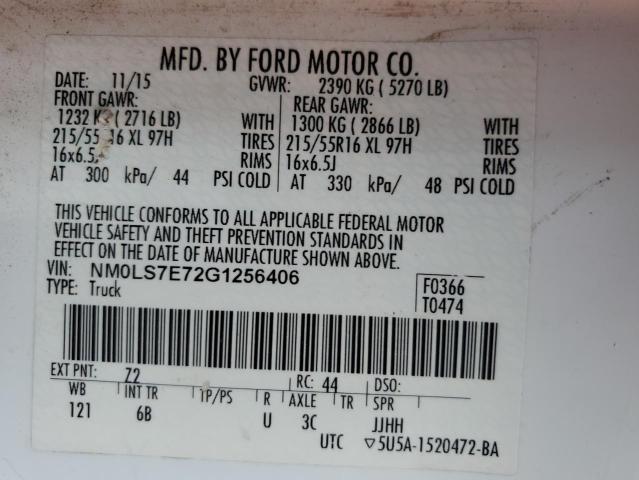 MFD. BY FORD MOTOR CO.
DATE: 11/15 GVWR: 2390 KG ( 5270 LB)
FRONT GAWR: REAR GAWR:
1232 K ( 2716 LB) WITH 1300 KG ( 2866 LB) WITH
215/55 16 XL 97H TIRES 215/55R16 XL 97H TIRES
16x6.5J RIMS 16x6.5J RIMS
AT 300 kPa/ 44 PSI COLD AT 330 kPa/ 48 PSI COLD
THIS VEHICLE CONFORMS TO ALL APPLICABLE FEDERAL MOTOR
VEHICLE SAFETY AND THEFT PREVENTION STANDARDS IN
EFFECT ON THE DATE OF MANUFACTURE SHOWN ABOVE.
VIN: NM0LS7E72G1256406 F0366
TYPE: Truck T0474
EXT PNT: 7Z RC: 44 DSO:
WB INT TR TP/PS R AXLE TR SPR
121 6B U 3C JJHH
UTC ▽5U5A-1520472-BA